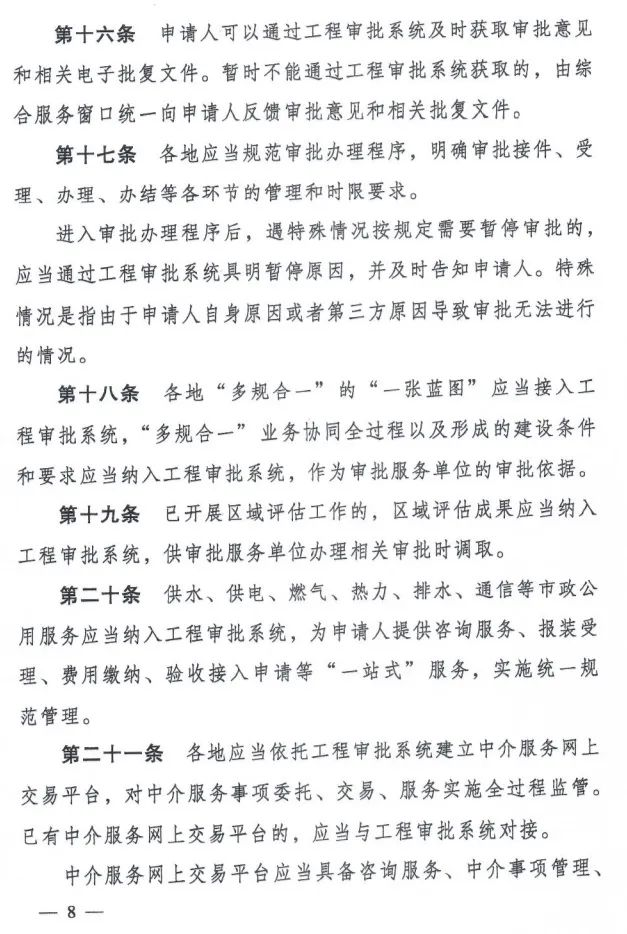 第十六条 申请人可以通过工程审批系统及时获取审批意见
和相关电子批复文件。暂时不能通过工程审批系统获取的，由综
合服务窗口统一向申请人反馈审批意见和相关批复文件。
第十七条 各地应当规范审批办理程序，明确审批接件、受
理、办理、办结等各环节的管理和时限要求。
进入审批办理程序后，遇特殊情况按规定需要暂停审批的，
应当通过工程审批系统具明暂停原因，并及时告知申请人。特殊
情况是指由于申请人自身原因或者第三方原因导致审批无法进行
的情况。
第十八条 各地“多规合一”的“一张蓝图”应当接入工
程审批系统，“多规合一”业务协同全过程以及形成的建设条件
和要求应当纳入工程审批系统，作为审批服务单位的审批依据。
第十九条 已开展区域评估工作的，区域评估成果应当纳入
工程审批系统，供审批服务单位办理相关审批时调取。
第二十条 供水、供电、燃气、热力、排水、通信等市政公
用服务应当纳入工程审批系统，为申请人提供咨询服务、报装受
理、费用缴纳、验收接入申请等“一站式”服务，实施统一规
范管理。
第二十一条 各地应当依托工程审批系统建立中介服务网上
交易平台，对中介服务事项委托、交易、服务实施全过程监管。
已有中介服务网上交易平台的，应当与工程审批系统对接。
中介服务网上交易平台应当具备咨询服务、中介事项管理、
— 8 —